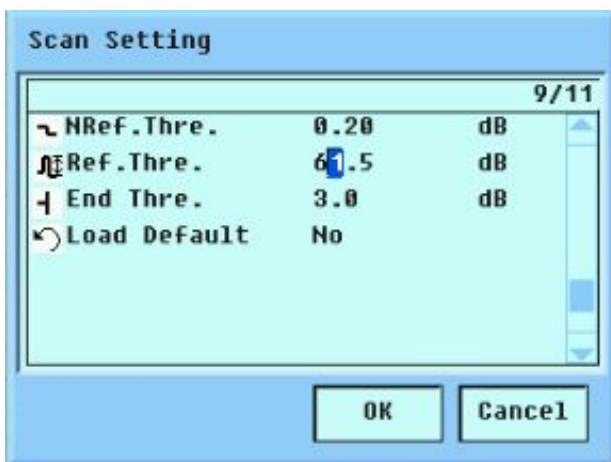 Scan Setting
9/11
NRef.Thre. 0.20 dB
Ref.Thre. 61.5 dB
End Thre. 3.0 dB
Load Default No
OK Cancel